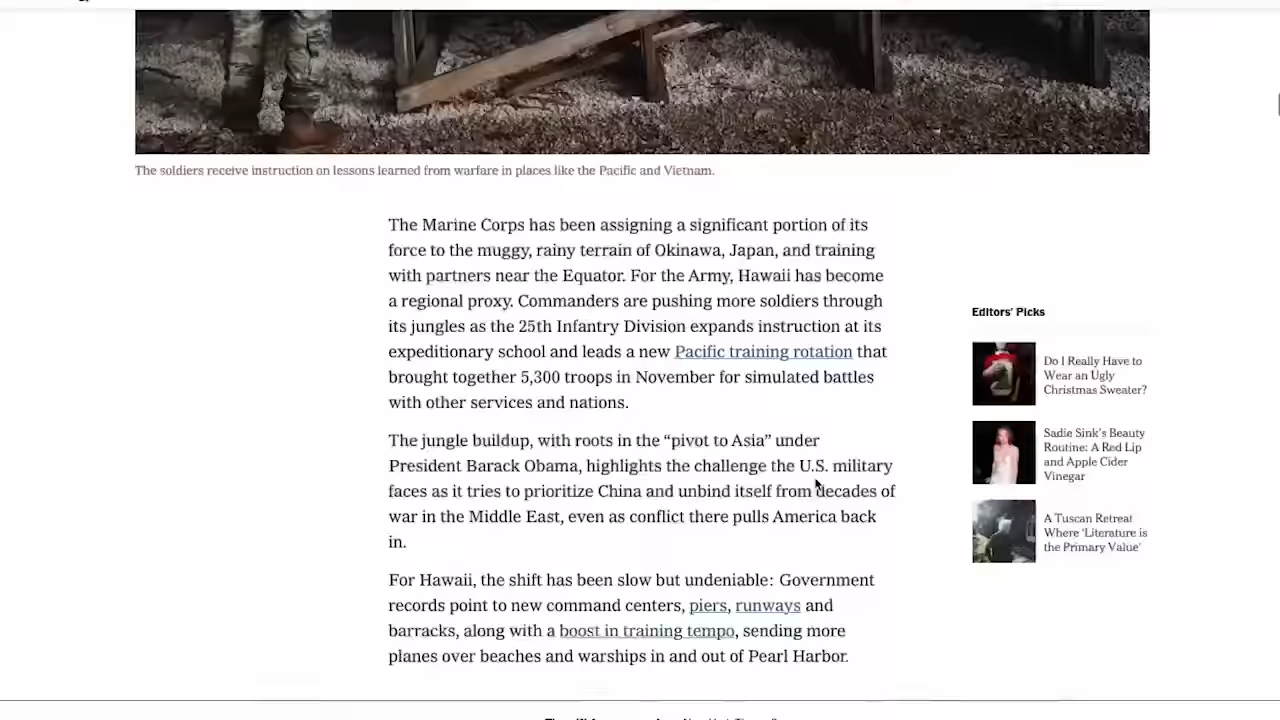 The soldiers receive instruction on lessons learned from warfare in places like the Pacific and Vietnam.
The Marine Corps has been assigning a significant portion of its
force to the muggy, rainy terrain of Okinawa, Japan, and training
with partners near the Equator. For the Army, Hawaii has become
a regional proxy. Commanders are pushing more soldiers through
its jungles as the 25th Infantry Division expands instruction at its
expeditionary school and leads a new Pacific training rotation that
brought together 5,300 troops in November for simulated battles
with other services and nations.
The jungle buildup, with roots in the “pivot to Asia” under
President Barack Obama, highlights the challenge the U.S. military
faces as it tries to prioritize China and unbind itself from decades of
war in the Middle East, even as conflict there pulls America back
in.
For Hawaii, the shift has been slow but undeniable: Government
records point to new command centers, piers, runways and
barracks, along with a boost in training tempo, sending more
planes over beaches and warships in and out of Pearl Harbor.
Editors’ Picks
Do I Really Have to
Wear an Ugly
Christmas Sweater?
Sadie Sink’s Beauty
Routine: A Red Lip
and Apple Cider
Vinegar
A Tuscan Retreat
Where ‘Literature is
the Primary Value’